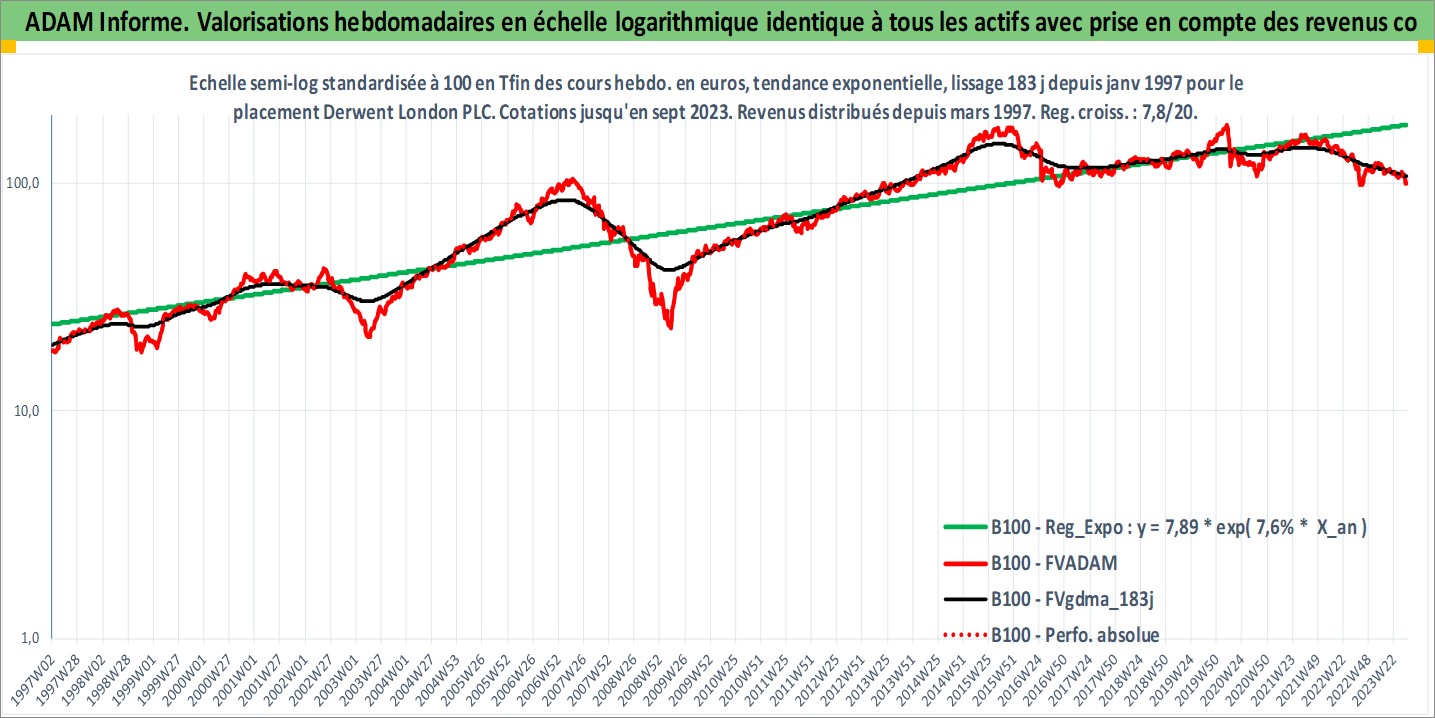 ADAM Informe. Valorisations hebdomadaires en échelle logarithmique identique à tous les actifs avec prise en compte des revenus co
Echelle semi-log standardisée à 100 en Tfin des cours hebdo. en euros, tendance exponentielle, lissage 183 j depuis janv 1997 pour le
placement Derwent London PLC. Cotations jusqu'en sept 2023. Revenus distribués depuis mars 1997. Reg. croiss. : 7,8/20.
100,0
10,0
1,0
B100 - Reg_Expo : y = 7,89 * exp( 7,6% * X_an )
B100 - FVADAM
B100 - FVgdma_183j
B100 - Perfo. absolue
1997W02
1997W28
1998W02
1998W28
1999W01
1999W27
2000W01
2000W27
2001W01
2001W27
2002W01
2002W27
2003W01
2003W27
2004W01
2004W27
2004W53
2005W26
2005W52
2006W26
2006W52
2007W26
2007W52
2008W26
2008W52
2009W26
2009W52
2010W25
2010W51
2011W25
2011W51
2012W25
2012W51
2013W25
2013W51
2014W25
2014W51
2015W25
2015W51
2016W24
2016W50
2017W24
2017W50
2018W24
2018W50
2019W24
2019W50
2020W24
2020W50
2021W23
2021W49
2022W22
2022W48
2023W22